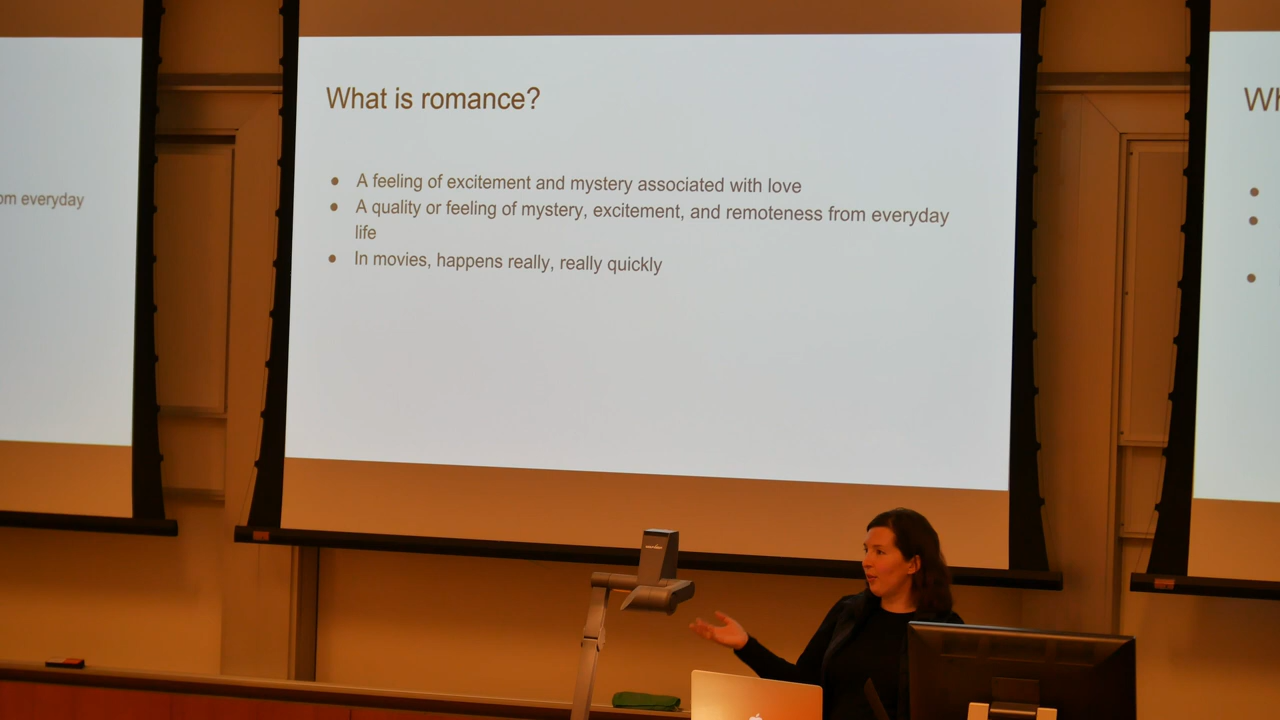 What is romance?
om everyday
Wh
A feeling of excitement and mystery associated with love
A quality or feeling of mystery, excitement, and remoteness from everyday
life
In movies, happens really, really quickly